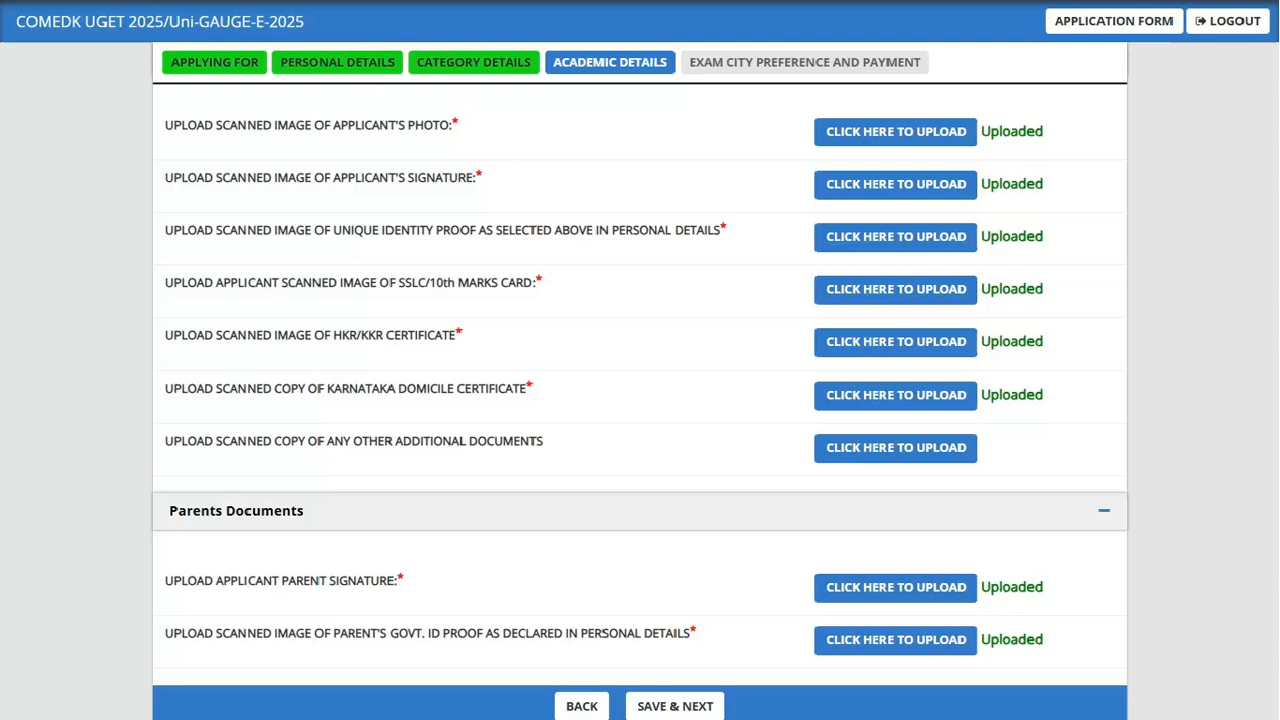 COMEDK UGET 2025/Uni-GAUGE-E-2025 APPLICATION FORM LOGOUT
APPLYING FOR PERSONAL DETAILS CATEGORY DETAILS ACADEMIC DETAILS EXAM CITY PREFERENCE AND PAYMENT
UPLOAD SCANNED IMAGE OF APPLICANT'S PHOTO:* CLICK HERE TO UPLOAD Uploaded
UPLOAD SCANNED IMAGE OF APPLICANT'S SIGNATURE:* CLICK HERE TO UPLOAD Uploaded
UPLOAD SCANNED IMAGE OF UNIQUE IDENTITY PROOF AS SELECTED ABOVE IN PERSONAL DETAILS* CLICK HERE TO UPLOAD Uploaded
UPLOAD APPLICANT SCANNED IMAGE OF SSLC/10th MARKS CARD:* CLICK HERE TO UPLOAD Uploaded
UPLOAD SCANNED IMAGE OF HKR/KKR CERTIFICATE* CLICK HERE TO UPLOAD Uploaded
UPLOAD SCANNED COPY OF KARNATAKA DOMICILE CERTIFICATE* CLICK HERE TO UPLOAD Uploaded
UPLOAD SCANNED COPY OF ANY OTHER ADDITIONAL DOCUMENTS CLICK HERE TO UPLOAD
Parents Documents
UPLOAD APPLICANT PARENT SIGNATURE:* CLICK HERE TO UPLOAD Uploaded
UPLOAD SCANNED IMAGE OF PARENT'S GOVT. ID PROOF AS DECLARED IN PERSONAL DETAILS* CLICK HERE TO UPLOAD Uploaded
BACK SAVE & NEXT